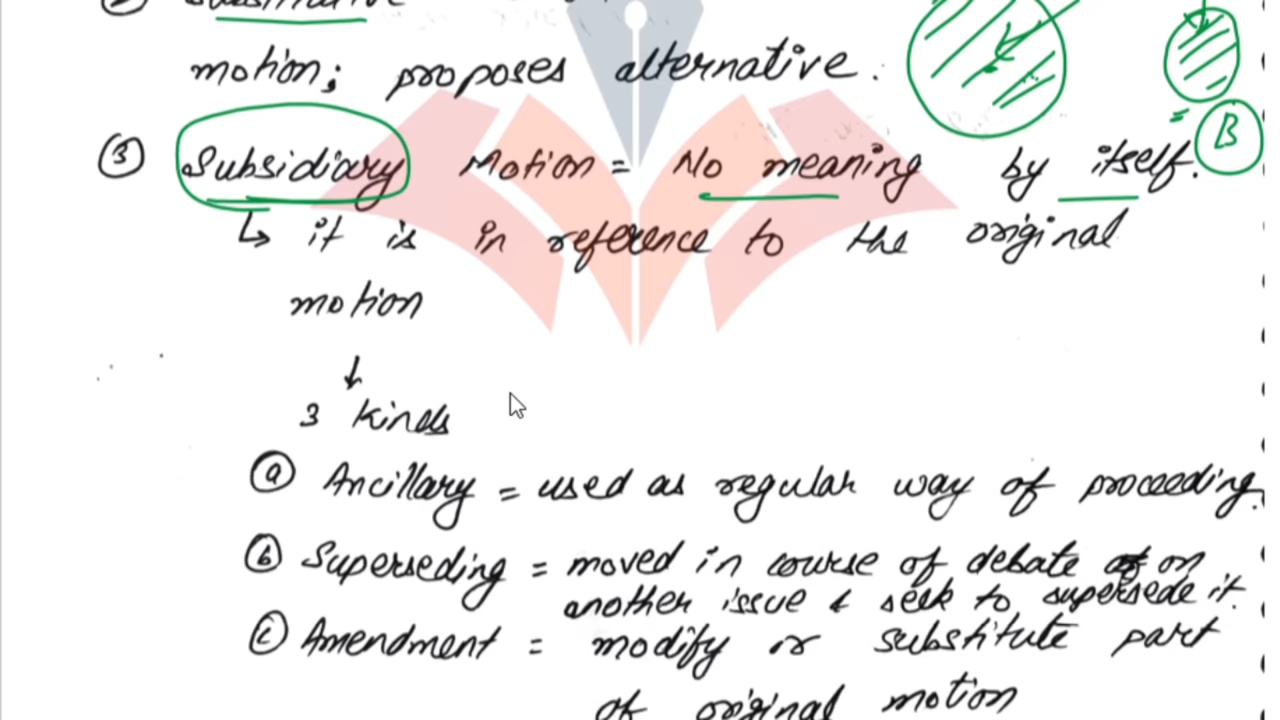 motion; proposes alternative.
③ Subsidiary Motion = No meaning by itself. B
↳ it is in reference to the original
motion
↓
3 kinds
ⓐ Ancillary = used as regular way of proceeding.
ⓑ Superseding = moved in course of debate on
another issue & seek to supersede it.
ⓒ Amendment = modify or substitute part
of original motion